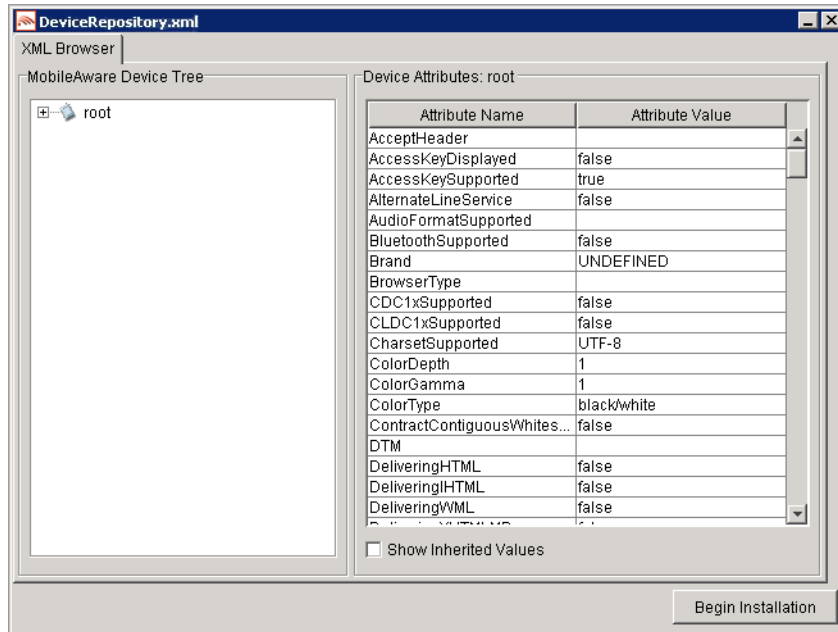 DeviceRepository.xml
XML Browser
MobileAware Device Tree
root
Device Attributes: root
Attribute Name Attribute Value
AcceptHeader
AccessKeyDisplayed false
AccessKeySupported true
AlternateLineService false
AudioFormatSupported
BluetoothSupported false
Brand UNDEFINED
BrowserType
CDC1xSupported false
CLDC1xSupported false
CharsetSupported UTF-8
ColorDepth 1
ColorGamma 1
ColorType black/white
ContractContiguousWhites... false
DTM
DeliveringHTML false
DeliveringIHTML false
DeliveringWML false
Show Inherited Values
Begin Installation